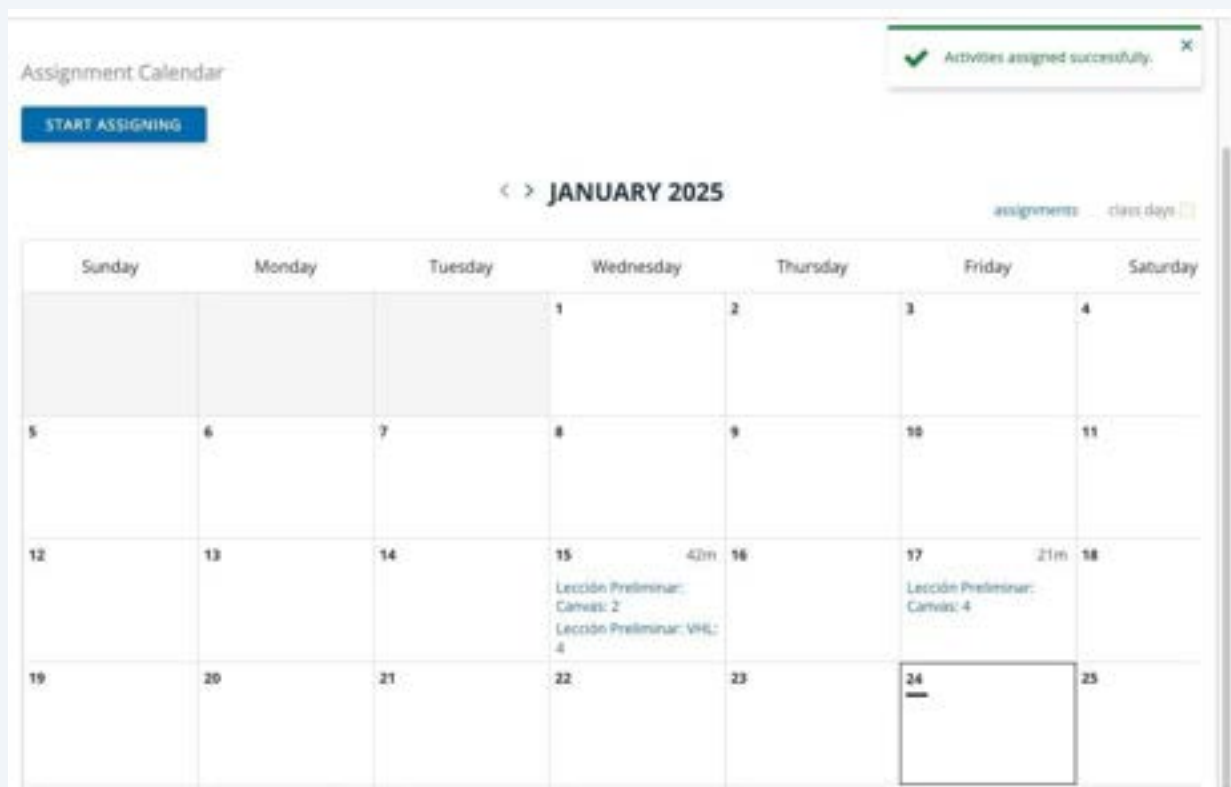 Activities assigned successfully. ×
Assignment Calendar
START ASSIGNING
< > JANUARY 2025
assignments class days
Sunday Monday Tuesday Wednesday Thursday Friday Saturday
1 2 3 4
5 6 7 8 9 10 11
12 13 14 15 42m 16 17 21m 18
Lección Preliminar: Lección Preliminar:
Canvas: 2 Canvas: 4
Lección Preliminar: VHL:
4
19 20 21 22 23 24 25